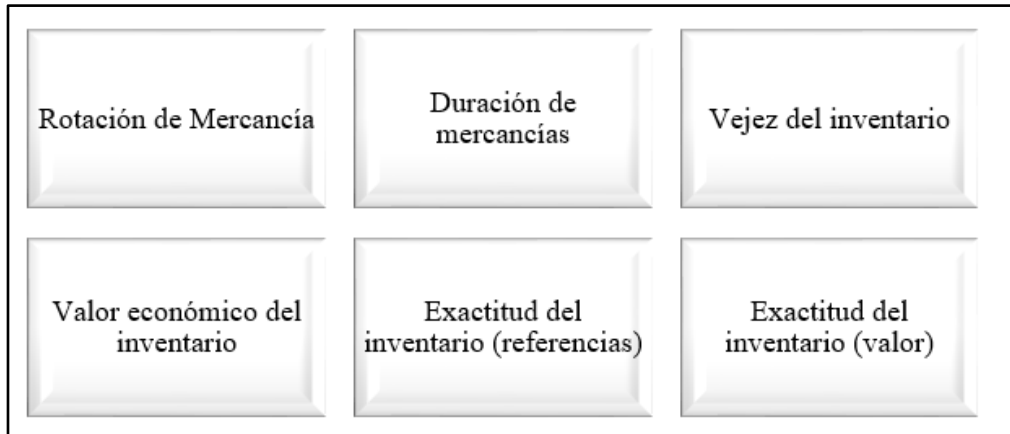 Rotación de Mercancía
Duración de
mercancías
Vejez del inventario
Valor económico del
inventario
Exactitud del
inventario (referencias)
Exactitud del
inventario (valor)